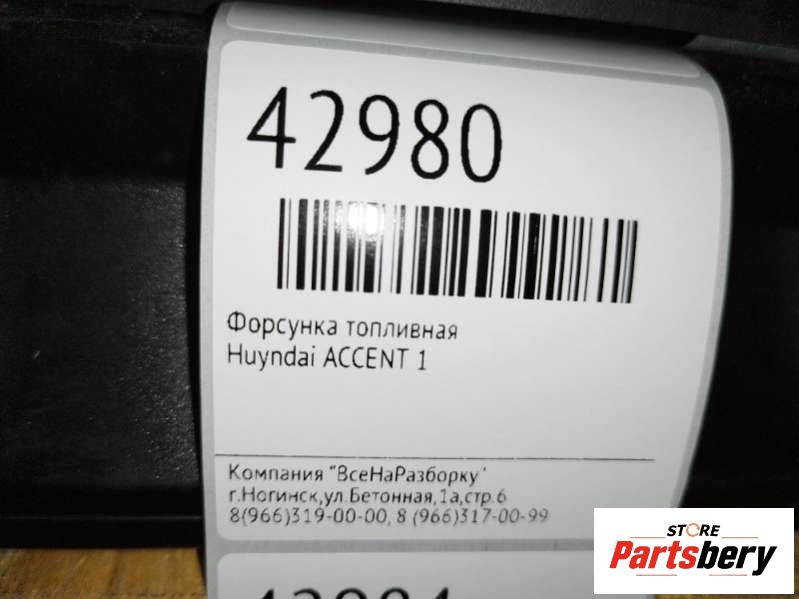 42980
Форсунка топливная
Huyndai ACCENT 1
Компания "ВсеНаРазборку"
г.Ногинск,ул.Бетонная,1а,стр.6
8(966)319-00-00, 8 (966)317-00-99
STORE
Partsbery